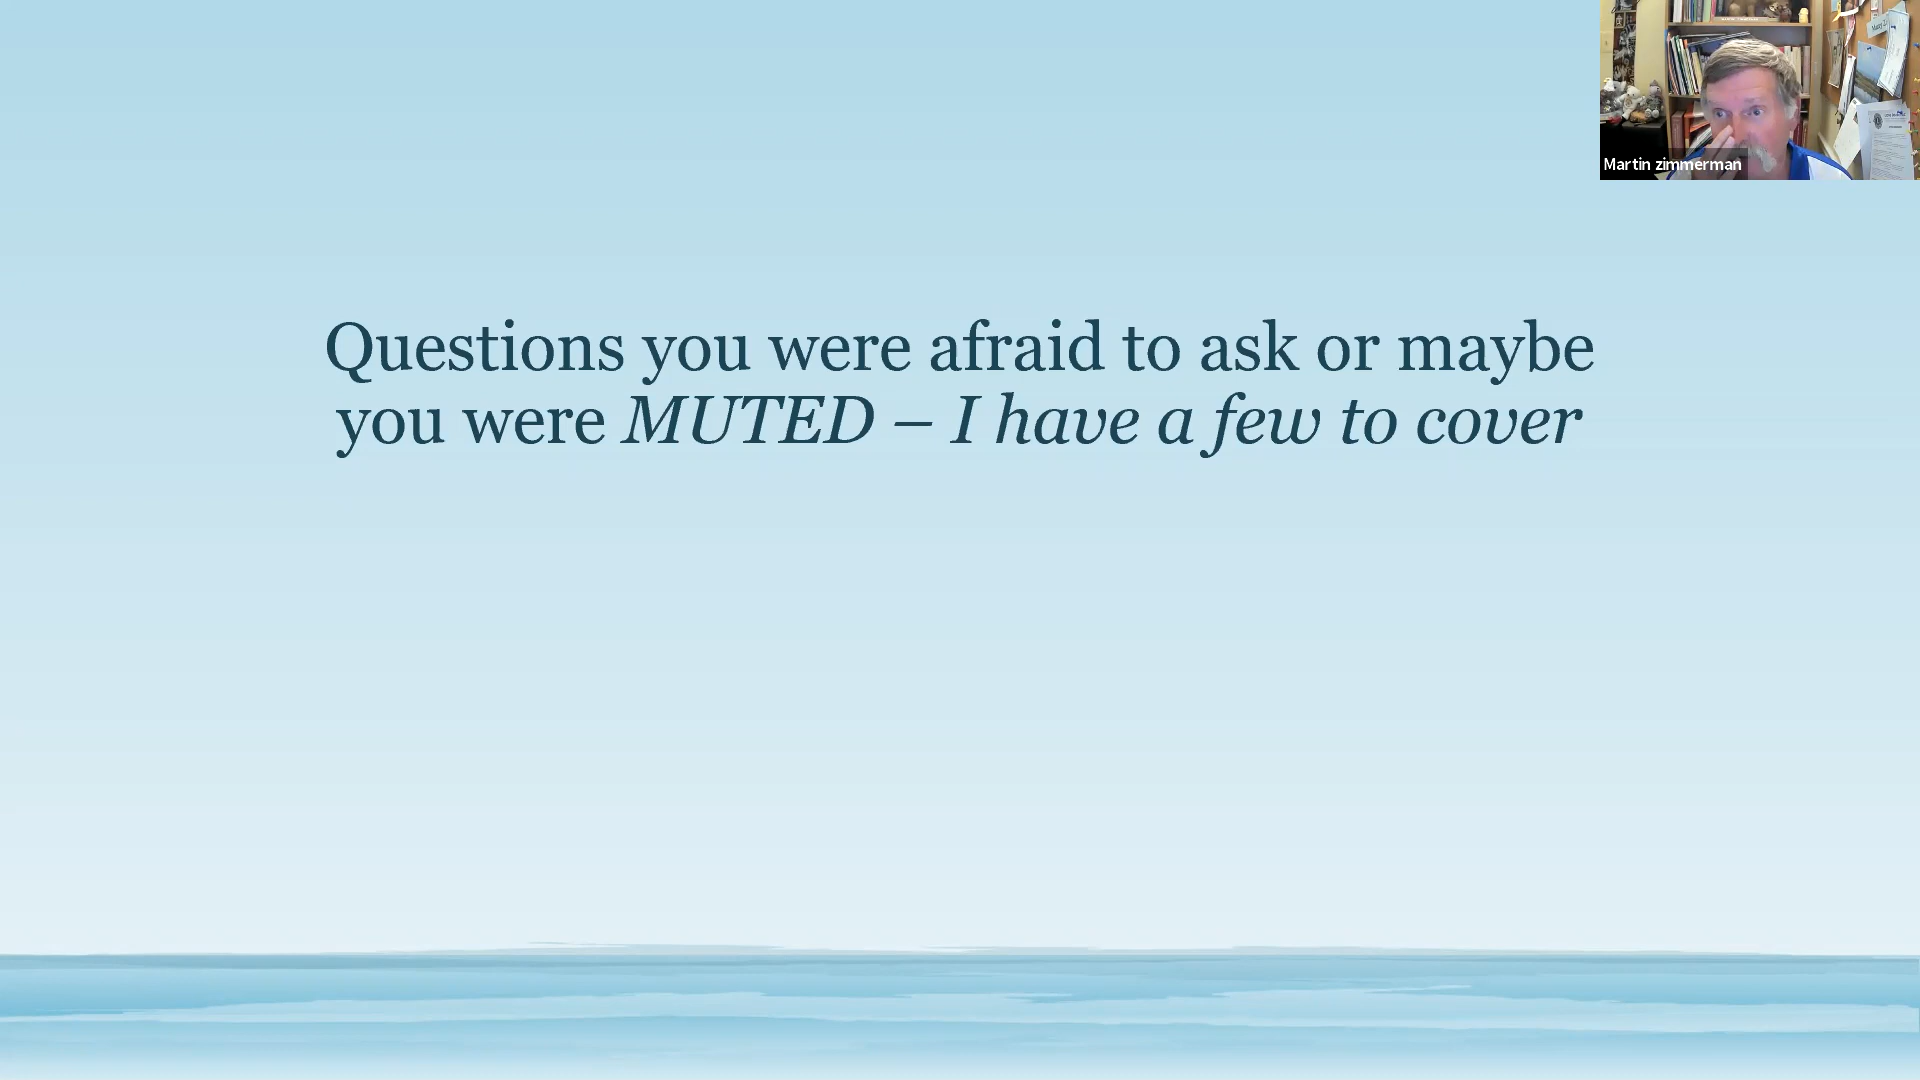 Questions you were afraid to ask or maybe
you were MUTED – I have a few to cover
Martin zimmerman